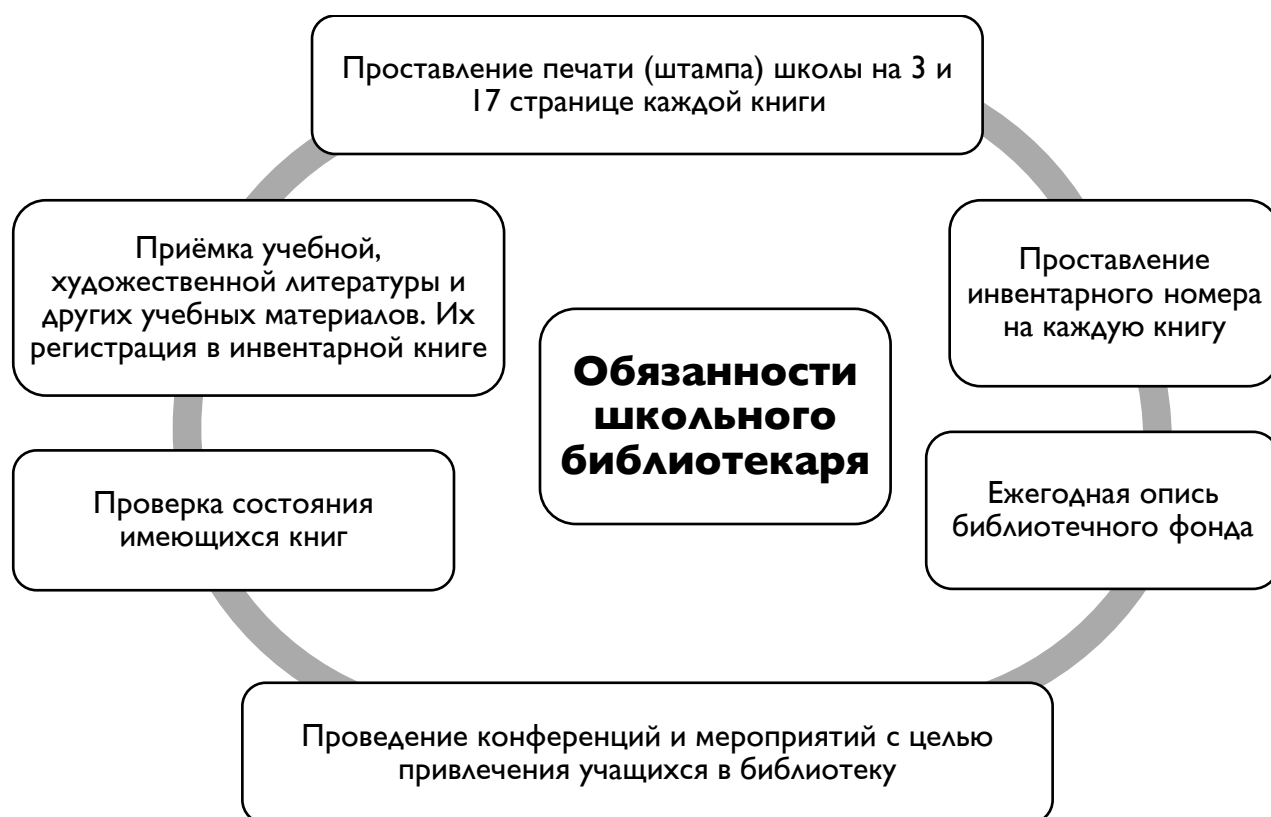 Проставление печати (штампа) школы на 3 и
17 странице каждой книги
Приёмка учебной,
художественной литературы и
других учебных материалов. Их
регистрация в инвентарной книге
Проставление
инвентарного номера
на каждую книгу
Обязанности
школьного
библиотекаря
Проверка состояния
имеющихся книг
Ежегодная опись
библиотечного фонда
Проведение конференций и мероприятий с целью
привлечения учащихся в библиотеку